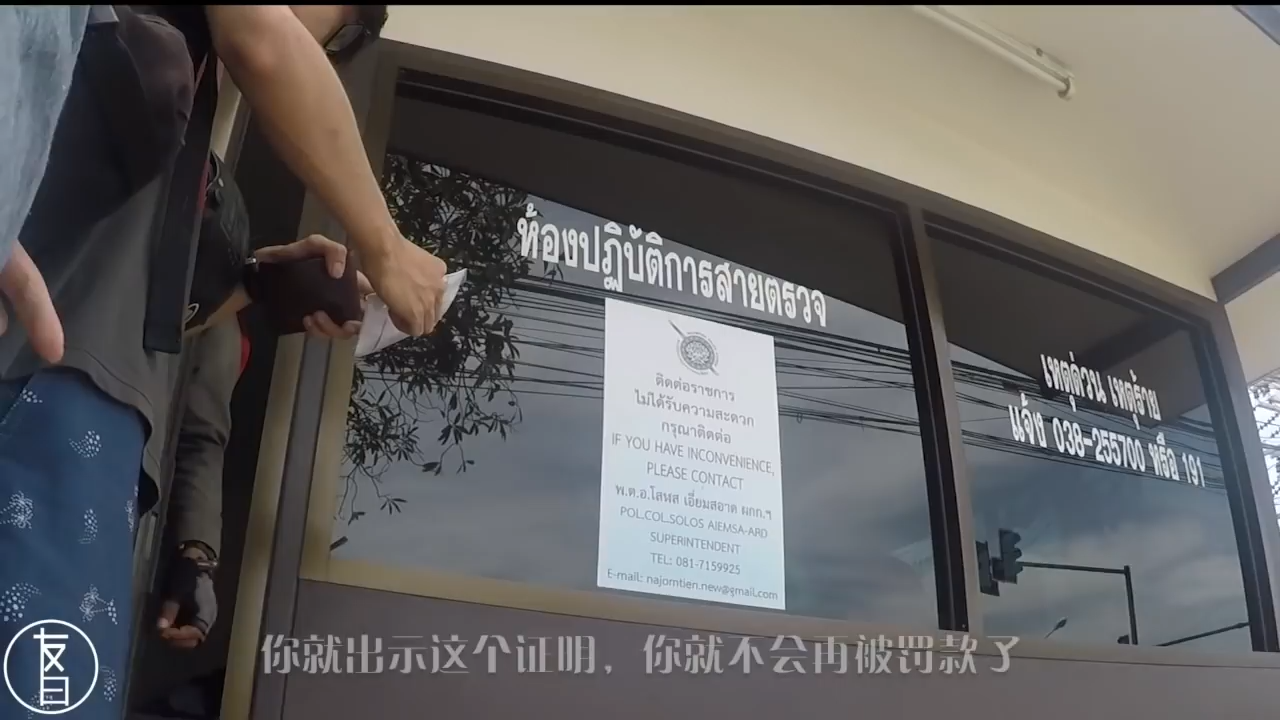 ห้องปฏิบัติการสายตรวจ
ติดต่อราชการ
ไม่ได้รับความสะดวก
กรุณาติดต่อ
IF YOU HAVE INCONVENIENCE,
PLEASE CONTACT
พ.ต.อ.โสฬส เอี่ยมสอาด ผกก.ฯ
POL.COL.SOLOS AIEMSA-ARD
SUPERINTENDENT
TEL: 081-7159925
E-mail: najomtien.new@gmail.com
เหตุด่วน เหตุร้าย
แจ้ง 038-255700 หรือ 191
你就出示这个证明，你就不会再被罚款了
友
白